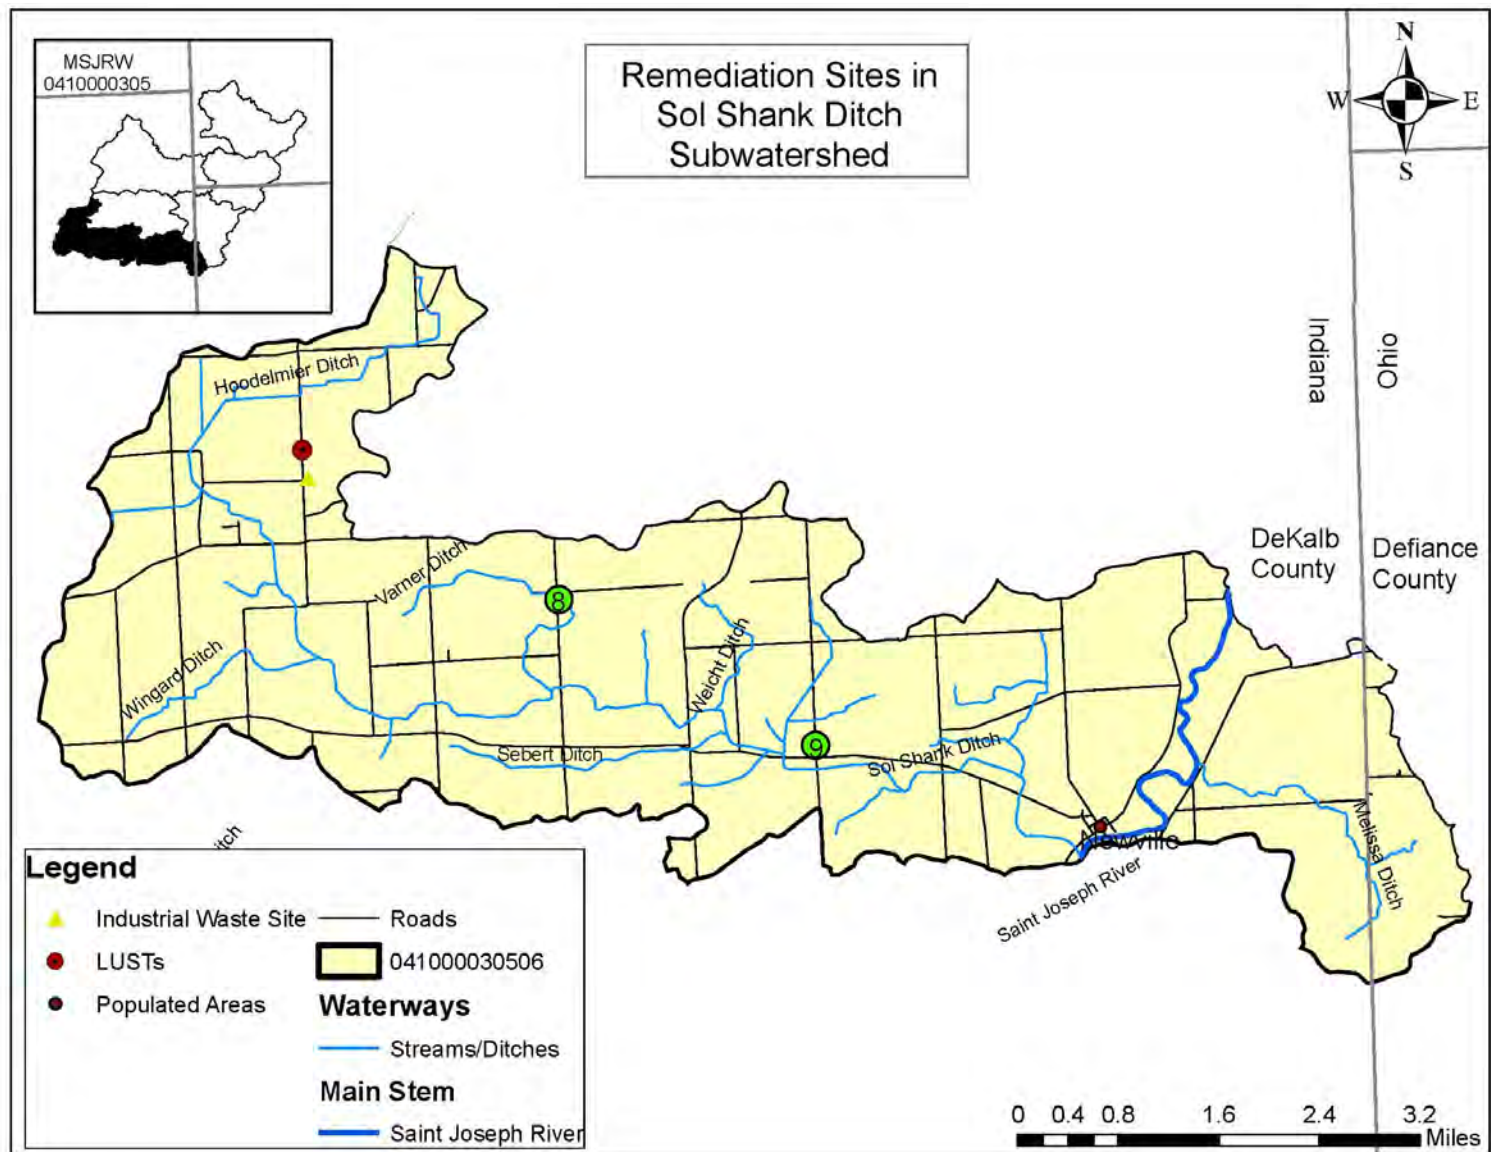 MSJRW
0410000305
Remediation Sites in
Sol Shank Ditch
Subwatershed
N
W
E
S
Indiana
Ohio
Hoodelmier Ditch
DeKalb
County
Defiance
County
Varner Ditch
8
Wingard Ditch
Weicht Ditch
9
Sebert Ditch
Sol Shank Ditch
Newville
Melissa Ditch
Saint Joseph River
itch
Legend
Industrial Waste Site
LUSTs
Populated Areas
Roads
041000030506
Waterways
Streams/Ditches
Main Stem
Saint Joseph River
0 0.4 0.8 1.6 2.4 3.2
Miles